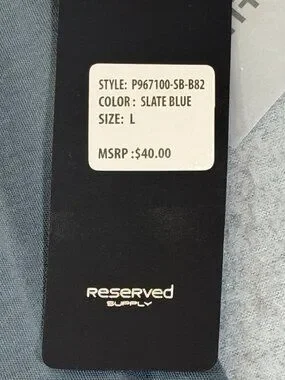 STYLE: P967100-SB-B82
COLOR: SLATE BLUE
SIZE: L
MSRP :$40.00
Reserved
SUPPLY